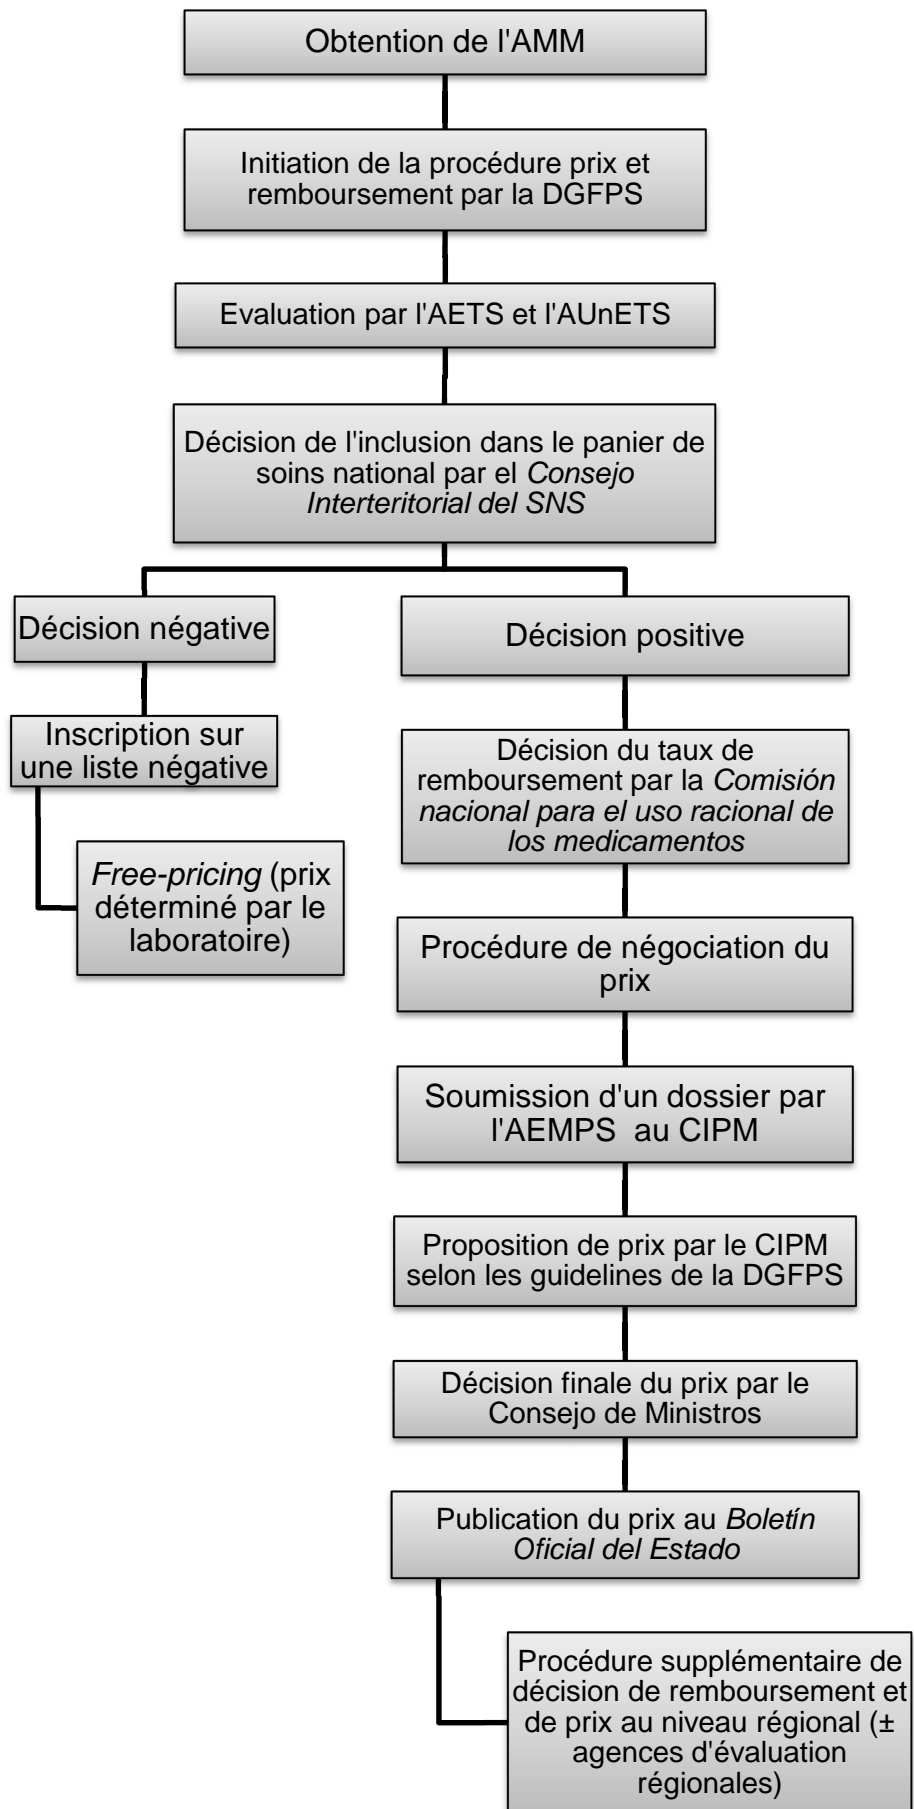 Obtention de l'AMM
Initiation de la procédure prix et
remboursement par la DGFPS
Evaluation par l'AETS et l'AUnETS
Décision de l'inclusion dans le panier de
soins national par el Consejo
Interteritorial del SNS
Décision négative
Inscription sur
une liste négative
Free-pricing (prix
déterminé par le
laboratoire)
Décision positive
Décision du taux de
remboursement par la Comisión
nacional para el uso racional de
los medicamentos
Procédure de négociation du
prix
Soumission d'un dossier par
l'AEMPS au CIPM
Proposition de prix par le CIPM
selon les guidelines de la DGFPS
Décision finale du prix par le
Consejo de Ministros
Publication du prix au Boletín
Oficial del Estado
Procédure supplémentaire de
décision de remboursement et
de prix au niveau régional (±
agences d'évaluation
régionales)